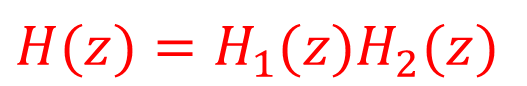 H(z) = H₁(z)H₂(z)